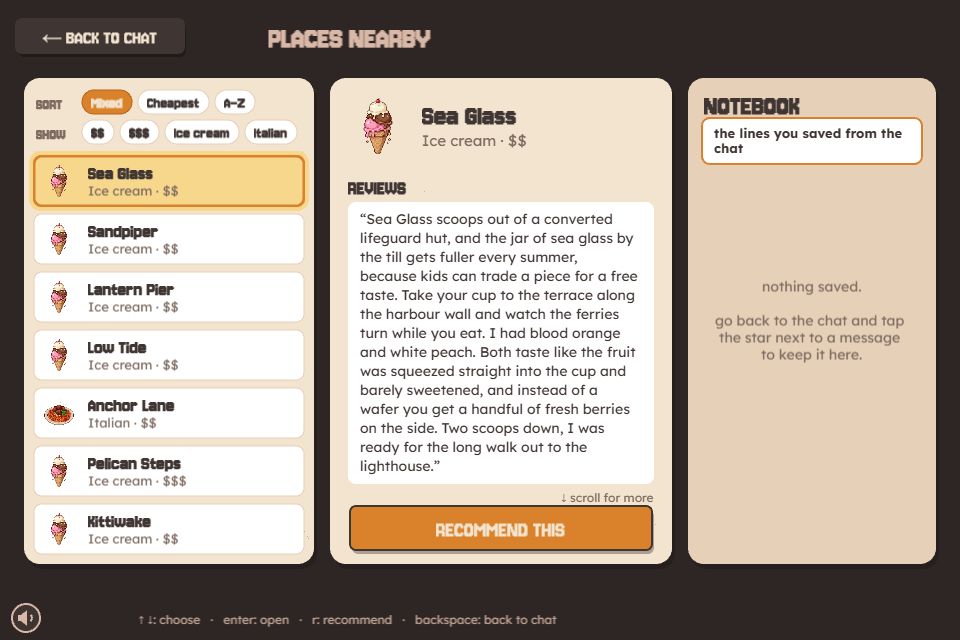 ← BACK TO CHAT
PLACES NEARBY
SORT Mixed Cheapest A-Z
SHOW $$ $$$ Ice cream Italian
Sea Glass
Ice cream · $$
Sandpiper
Ice cream · $$
Lantern Pier
Ice cream · $$
Low Tide
Ice cream · $$
Anchor Lane
Italian · $$
Pelican Steps
Ice cream · $$$
Kittiwake
Ice cream · $$
Sea Glass
Ice cream · $$
REVIEWS
“Sea Glass scoops out of a converted
lifeguard hut, and the jar of sea glass by
the till gets fuller every summer,
because kids can trade a piece for a free
taste. Take your cup to the terrace along
the harbour wall and watch the ferries
turn while you eat. I had blood orange
and white peach. Both taste like the fruit
was squeezed straight into the cup and
barely sweetened, and instead of a
wafer you get a handful of fresh berries
on the side. Two scoops down, I was
ready for the long walk out to the
lighthouse.”
↓ scroll for more
RECOMMEND THIS
NOTEBOOK
the lines you saved from the
chat
nothing saved.
go back to the chat and tap
the star next to a message
to keep it here.
↑ ↓: choose · enter: open · r: recommend · backspace: back to chat